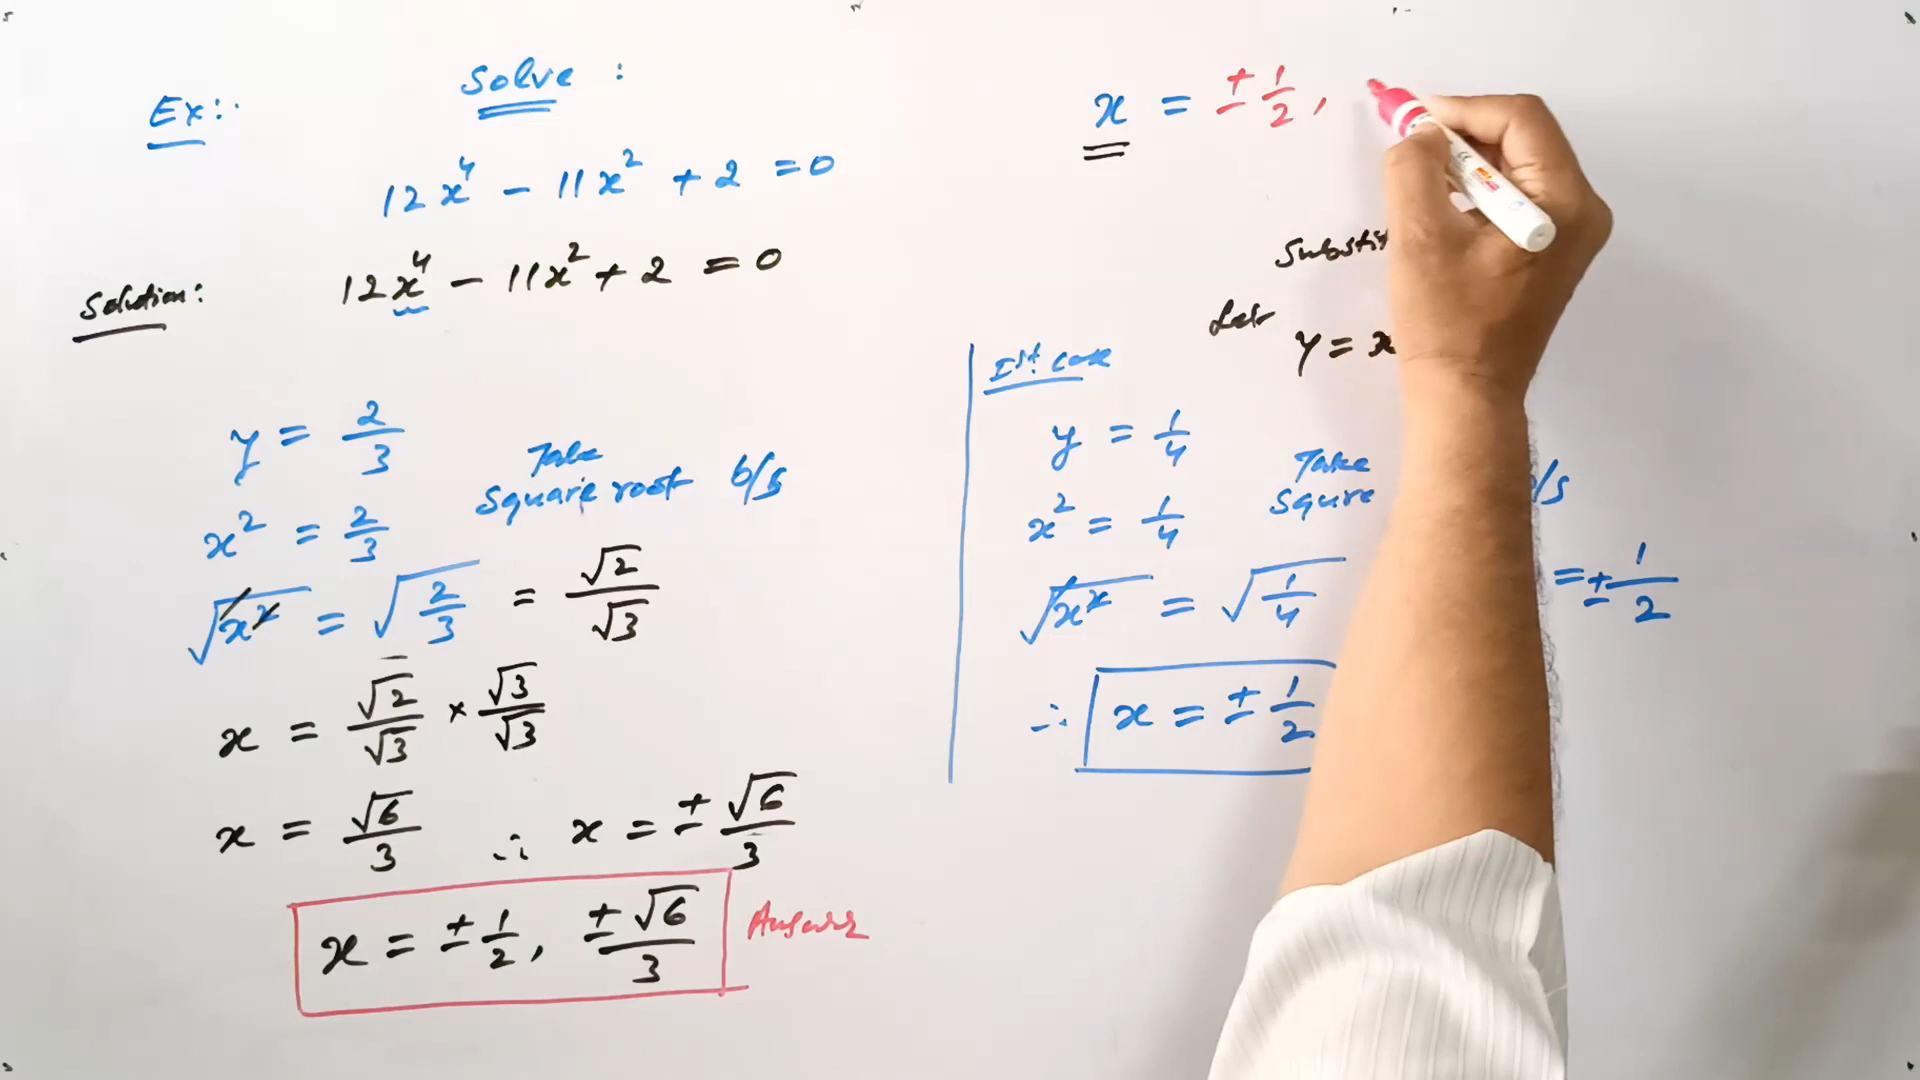 Ex:.
Solve :
12x⁴ - 11x² + 2 = 0
Solution:
12x⁴ - 11x² + 2 = 0
y = 2/3
Take
Square root b/s
x² = 2/3
√x² = √2/3 = √2/√3
x = √2/√3 × √3/√3
x = √6/3 ∴ x = ±√6/3
x = ±1/2, ±√6/3 Answer
x = ±1/2,
Let
y = x
Ist case
y = 1/4
Take
Squre /s
x² = 1/4
√x² = √1/4 = ±1/2
∴ x = ±1/2